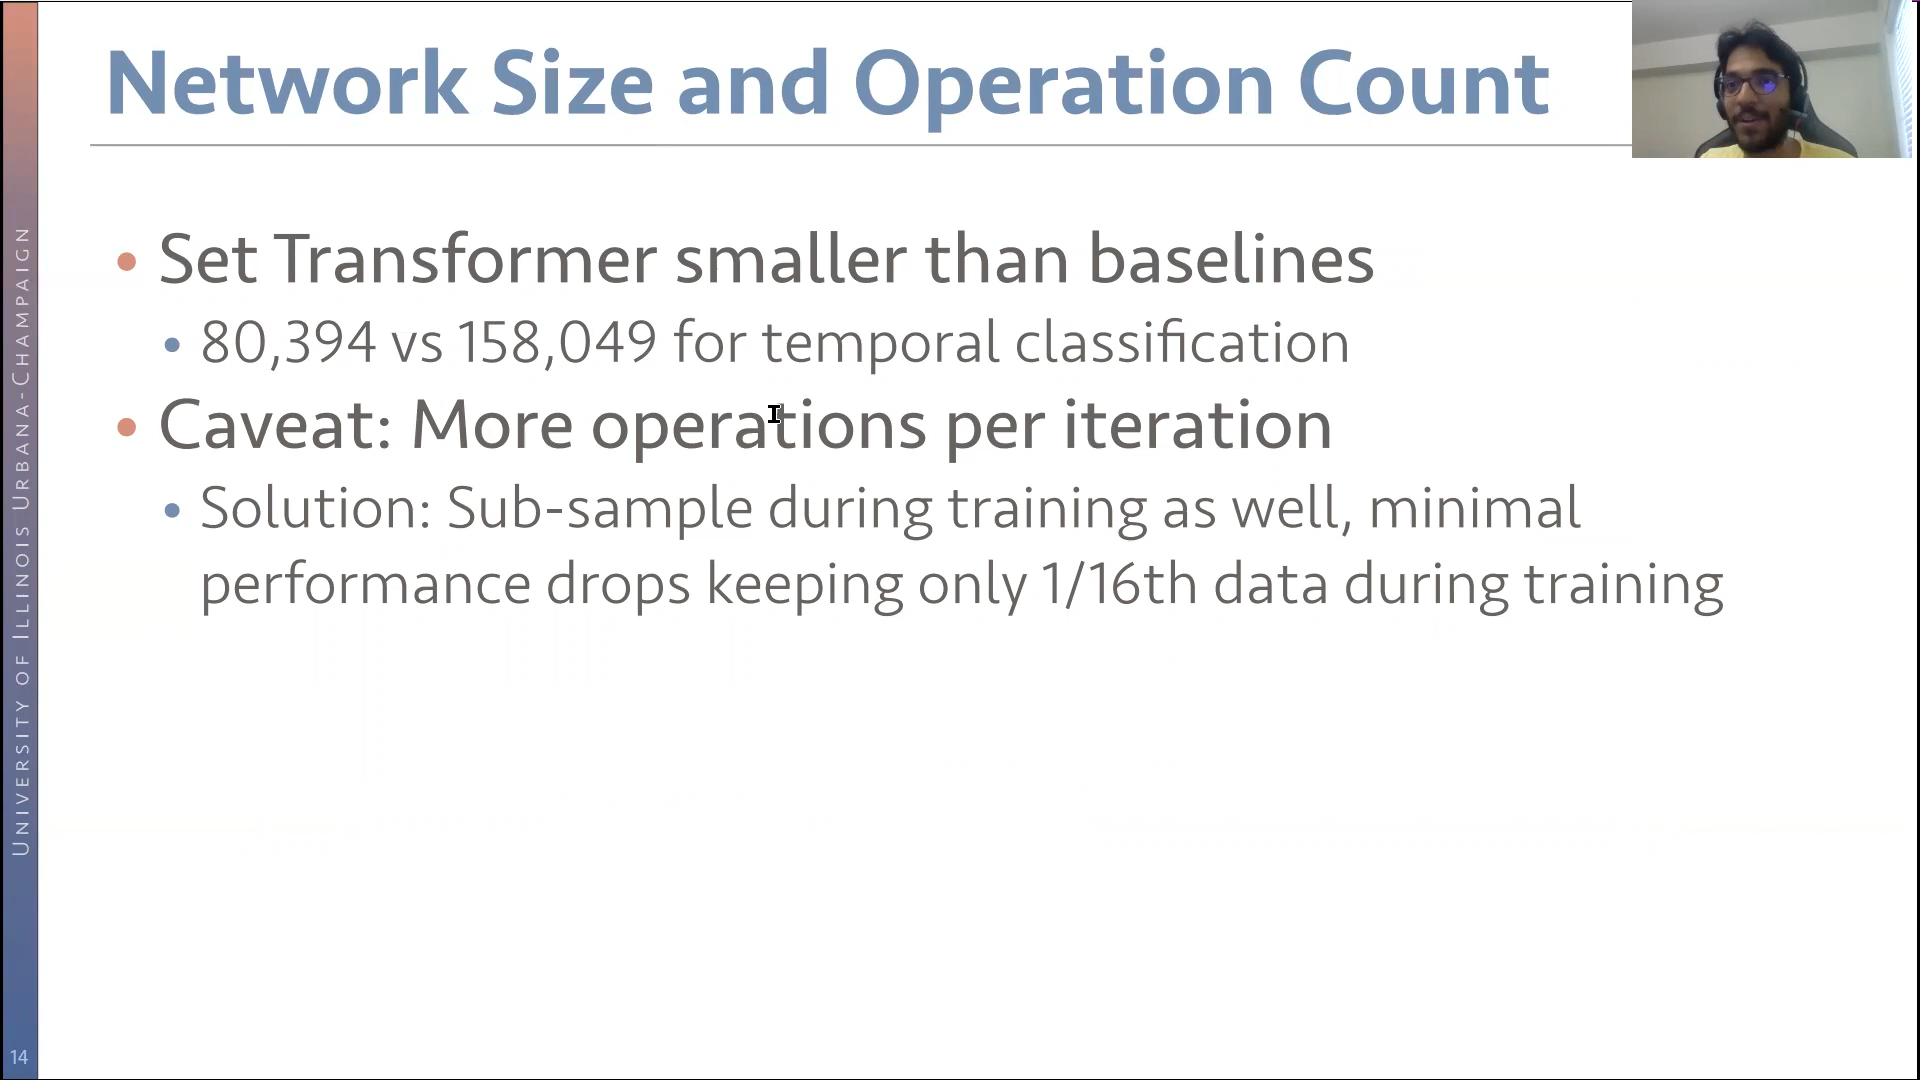 Network Size and Operation Count
• Set Transformer smaller than baselines
• 80,394 vs 158,049 for temporal classification
• Caveat: More operations per iteration
• Solution: Sub-sample during training as well, minimal
performance drops keeping only 1/16th data during training
UNIVERSITY OF ILLINOIS URBANA-CHAMPAIGN
14